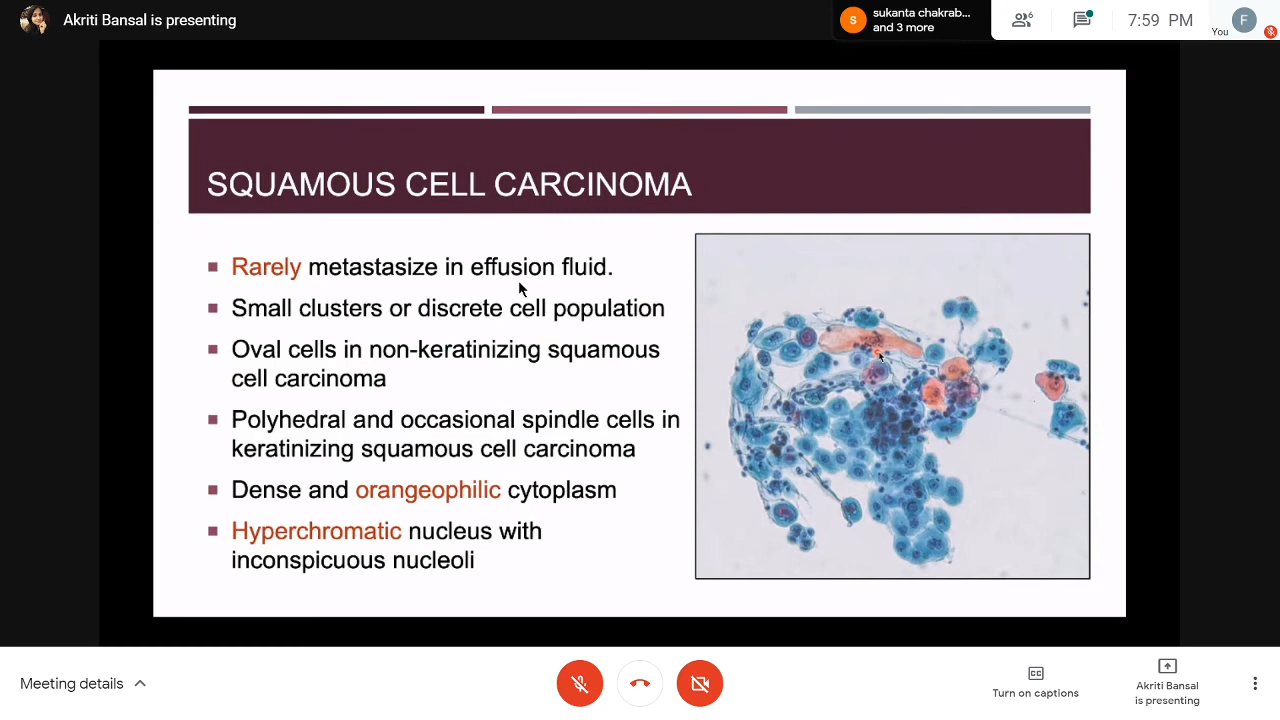 Akriti Bansal is presenting
S
sukanta chakrab...
and 3 more
6
7:59 PM
You
F
SQUAMOUS CELL CARCINOMA
Rarely metastasize in effusion fluid.
Small clusters or discrete cell population
Oval cells in non-keratinizing squamous
cell carcinoma
Polyhedral and occasional spindle cells in
keratinizing squamous cell carcinoma
Dense and orangeophilic cytoplasm
Hyperchromatic nucleus with
inconspicuous nucleoli
Meeting details
CC
Turn on captions
Akriti Bansal
is presenting